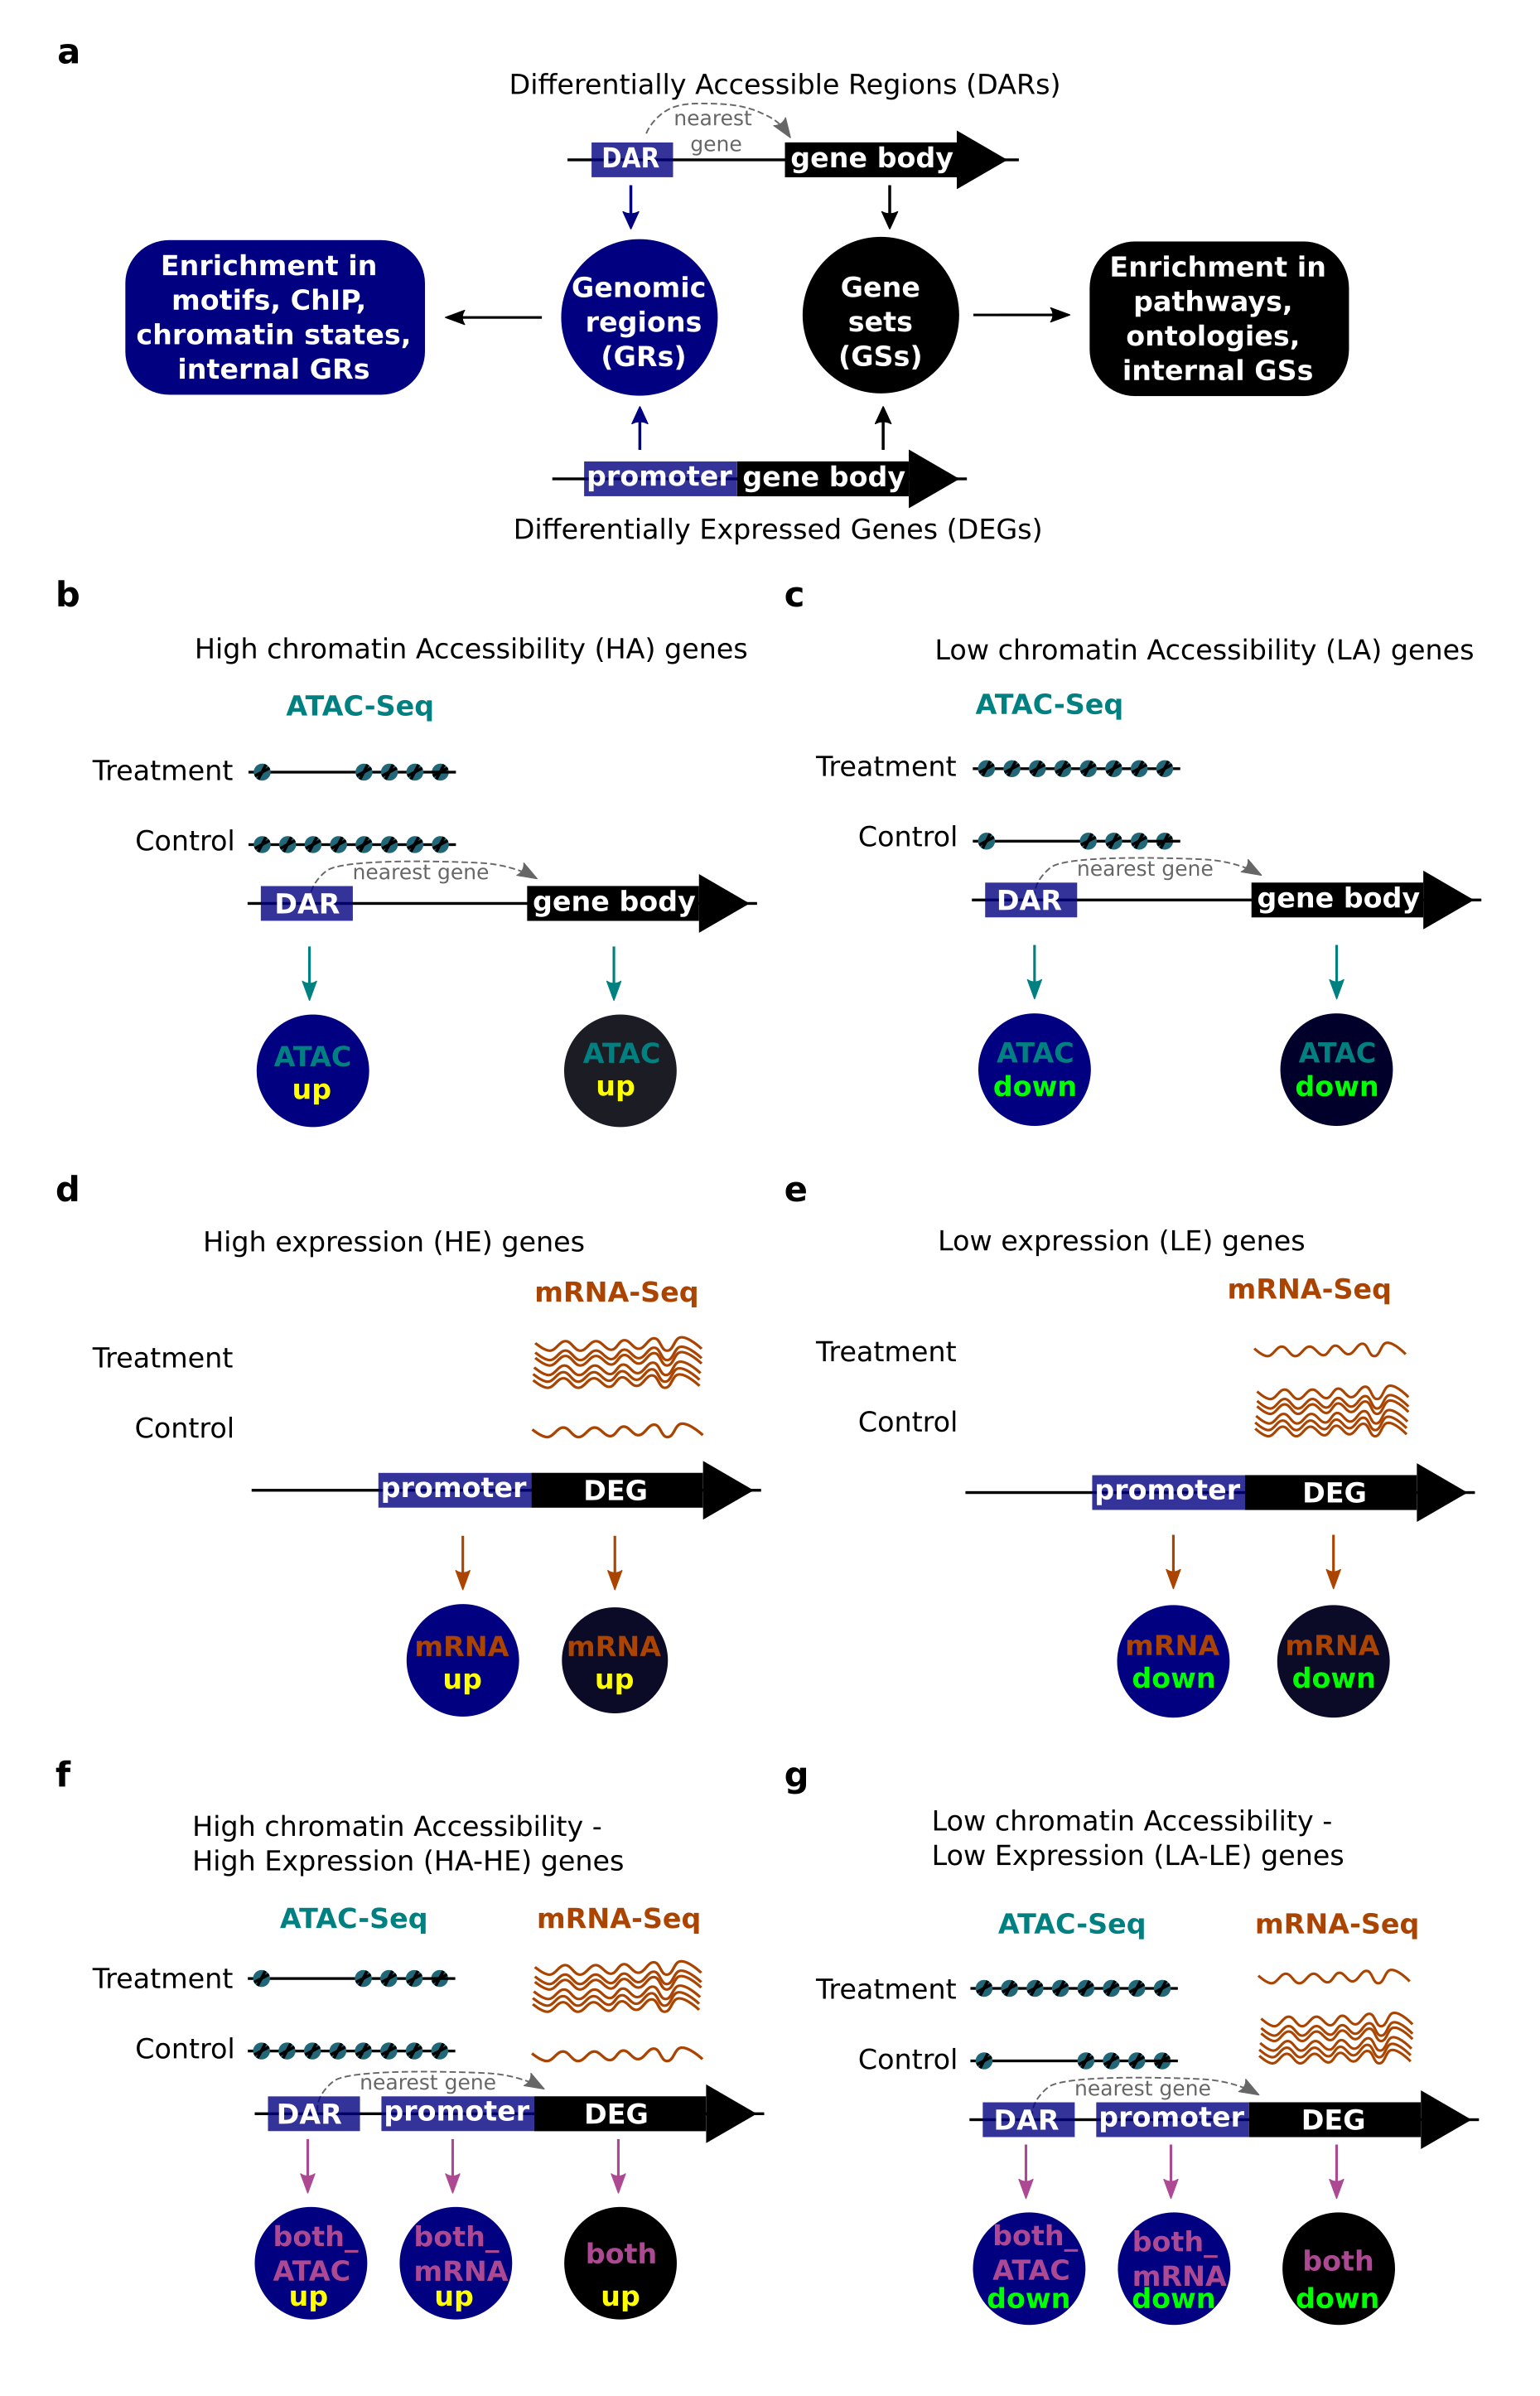 a
Differentially Accessible Regions (DARs)
nearest
gene
DAR
gene body
Enrichment in
motifs, ChIP,
chromatin states,
internal GRs
Genomic
regions
(GRs)
Gene
sets
(GSs)
Enrichment in
pathways,
ontologies,
internal GSs
promoter
gene body
Differentially Expressed Genes (DEGs)
b
High chromatin Accessibility (HA) genes
ATAC-Seq
Treatment
Control
nearest gene
DAR
gene body
ATAC
up
ATAC
up
c
Low chromatin Accessibility (LA) genes
ATAC-Seq
Treatment
Control
nearest gene
DAR
gene body
ATAC
down
ATAC
down
d
High expression (HE) genes
mRNA-Seq
Treatment
Control
promoter
DEG
mRNA
up
mRNA
up
e
Low expression (LE) genes
mRNA-Seq
Treatment
Control
promoter
DEG
mRNA
down
mRNA
down
f
High chromatin Accessibility -
High Expression (HA-HE) genes
ATAC-Seq
mRNA-Seq
Treatment
Control
nearest gene
DAR
promoter
DEG
both_
ATAC
up
both_
mRNA
up
both
up
g
Low chromatin Accessibility -
Low Expression (LA-LE) genes
ATAC-Seq
mRNA-Seq
Treatment
Control
nearest gene
DAR
promoter
DEG
both_
ATAC
down
both_
mRNA
down
both
down